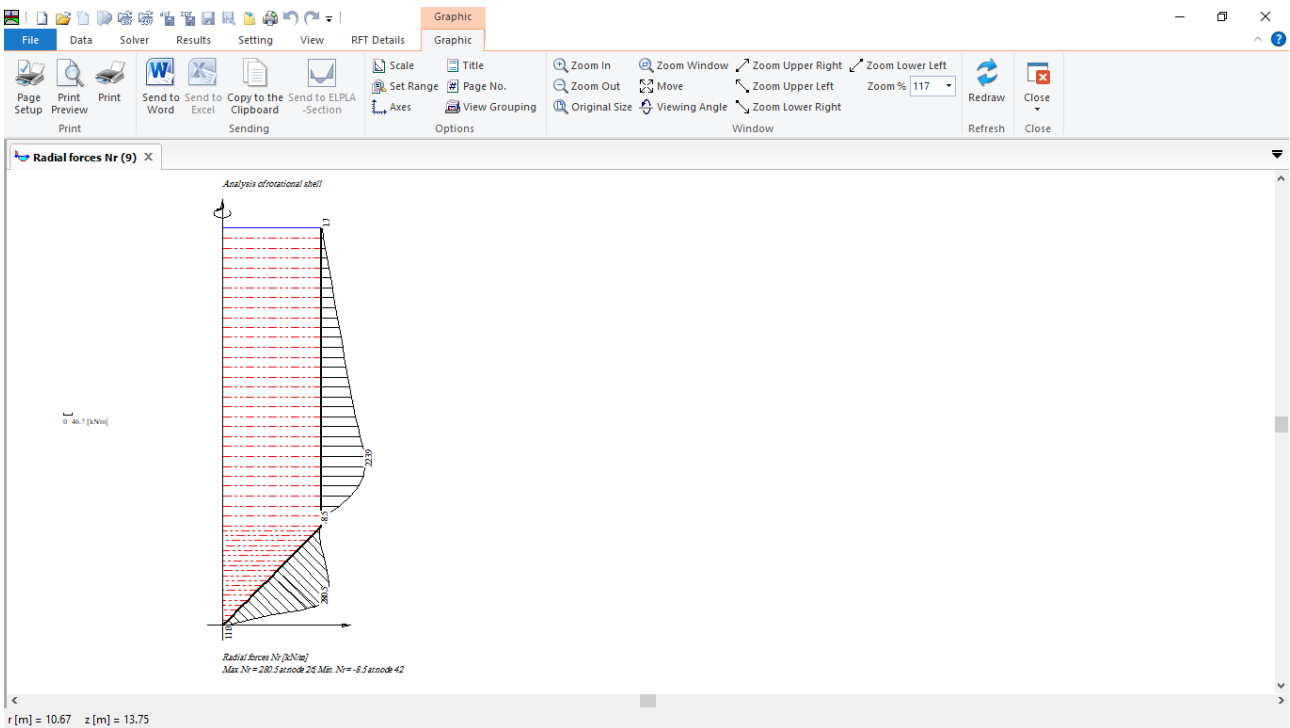 Graphic
File Data Solver Results Setting View RFT Details Graphic
Page Setup
Print Preview
Print
Send to Word
Send to Excel
Copy to the Clipboard
Send to ELPLA -Section
Scale
Set Range
Axes
Title
Page No.
View Grouping
Zoom In
Zoom Out
Original Size
Zoom Window
Move
Viewing Angle
Zoom Upper Right
Zoom Upper Left
Zoom Lower Right
Zoom Lower Left
Zoom % 117
Redraw
Close
Print Sending Options Window Refresh Close
Radial forces Nr (9) X
Analysis of rotational shell
1.7
0 46.7 [kN/m]
223.9
-8.5
280.5
11.0
Radial forces Nr [kN/m]
Max Nr = 280.5 at node 26, Min. Nr = -8.5 at node 42
r [m] = 10.67 z [m] = 13.75